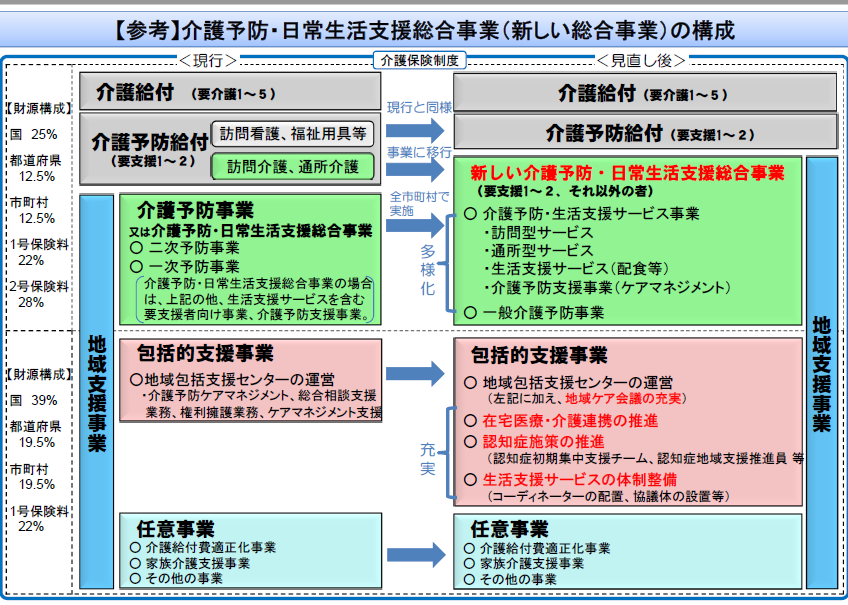 【参考】介護予防・日常生活支援総合事業(新しい総合事業)の構成
<現行>
介護保険制度
<見直し後>
【財源構成】
国 25%
都道府県
12.5%
市町村
12.5%
1号保険料
22%
2号保険料
28%
【財源構成】
国 39%
都道府県
19.5%
市町村
19.5%
1号保険料
22%
介護給付 (要介護1~5)
介護予防給付
(要支援1~2)
訪問看護、福祉用具等
訪問介護、通所介護
地域支援事業
介護予防事業
又は介護予防・日常生活支援総合事業
○ 二次予防事業
○ 一次予防事業
介護予防・日常生活支援総合事業の場合
は、上記の他、生活支援サービスを含む
要支援者向け事業、介護予防支援事業。
包括的支援事業
○地域包括支援センターの運営
・介護予防ケアマネジメント、総合相談支援
業務、権利擁護業務、ケアマネジメント支援
任意事業
○ 介護給付費適正化事業
○ 家族介護支援事業
○ その他の事業
現行と同様
事業に移行
全市町村で
実施
多様化
充実
介護給付 (要介護1~5)
介護予防給付 (要支援1~2)
新しい介護予防・日常生活支援総合事業
(要支援1~2、それ以外の者)
○ 介護予防・生活支援サービス事業
・訪問型サービス
・通所型サービス
・生活支援サービス(配食等)
・介護予防支援事業(ケアマネジメント)
○ 一般介護予防事業
包括的支援事業
○ 地域包括支援センターの運営
(左記に加え、地域ケア会議の充実)
○ 在宅医療・介護連携の推進
○ 認知症施策の推進
(認知症初期集中支援チーム、認知症地域支援推進員 等
○ 生活支援サービスの体制整備
(コーディネーターの配置、協議体の設置等)
任意事業
○ 介護給付費適正化事業
○ 家族介護支援事業
○ その他の事業
地域支援事業